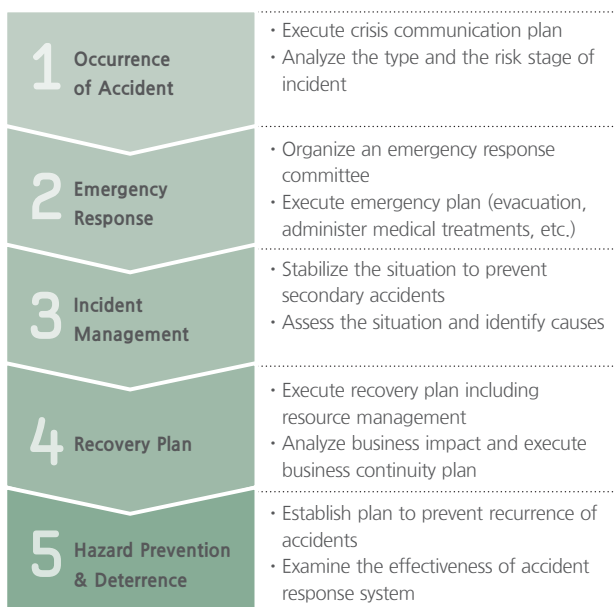 1 Occurrence
of Accident
· Execute crisis communication plan
· Analyze the type and the risk stage of
incident
2 Emergency
Response
· Organize an emergency response
committee
· Execute emergency plan (evacuation,
administer medical treatments, etc.)
3 Incident
Management
· Stabilize the situation to prevent
secondary accidents
· Assess the situation and identify causes
4 Recovery Plan
· Execute recovery plan including
resource management
· Analyze business impact and execute
business continuity plan
5 Hazard Prevention
& Deterrence
· Establish plan to prevent recurrence of
accidents
· Examine the effectiveness of accident
response system